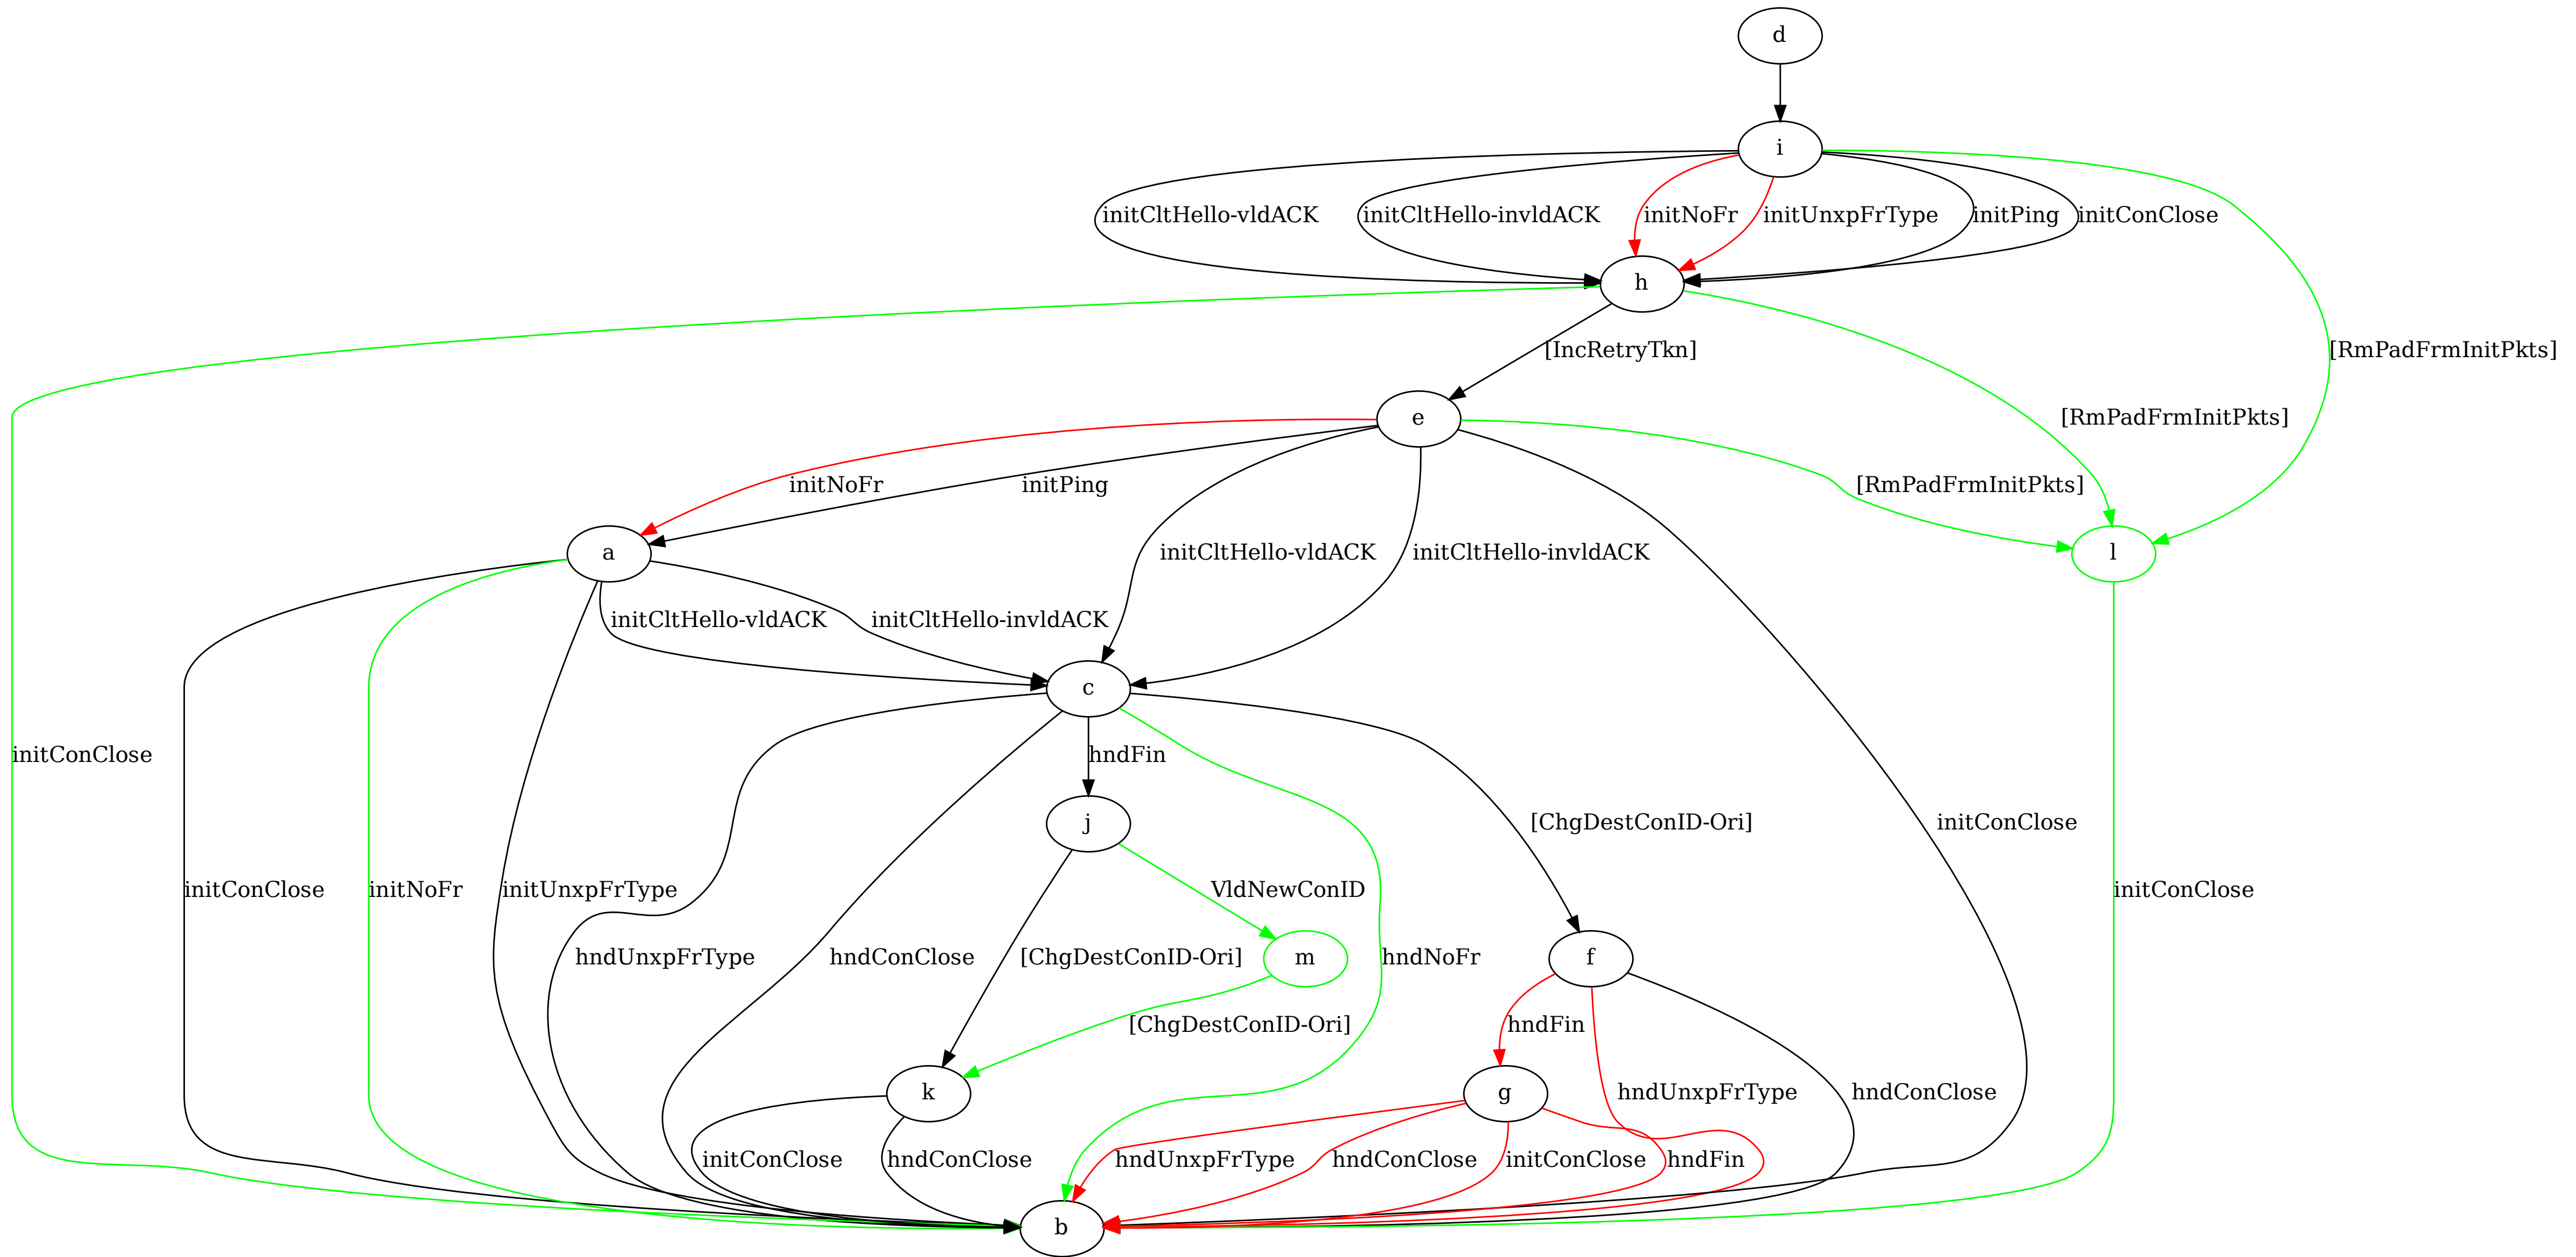 d
i
initCltHello-vldACK
initCltHello-invldACK
initNoFr
initUnxpFrType
initPing
initConClose
h
[IncRetryTkn]
[RmPadFrmInitPkts]
e
[RmPadFrmInitPkts]
initNoFr
initPing
[RmPadFrmInitPkts]
a
initCltHello-vldACK
initCltHello-invldACK
l
initCltHello-vldACK
initCltHello-invldACK
c
initConClose
hndFin
j
[ChgDestConID-Ori]
initConClose
initConClose
initNoFr
initUnxpFrType
VldNewConID
initConClose
hndUnxpFrType
hndConClose
[ChgDestConID-Ori]
m
hndNoFr
f
[ChgDestConID-Ori]
hndFin
k
g
hndUnxpFrType
hndConClose
initConClose
hndConClose
hndUnxpFrType
hndConClose
initConClose
hndFin
b